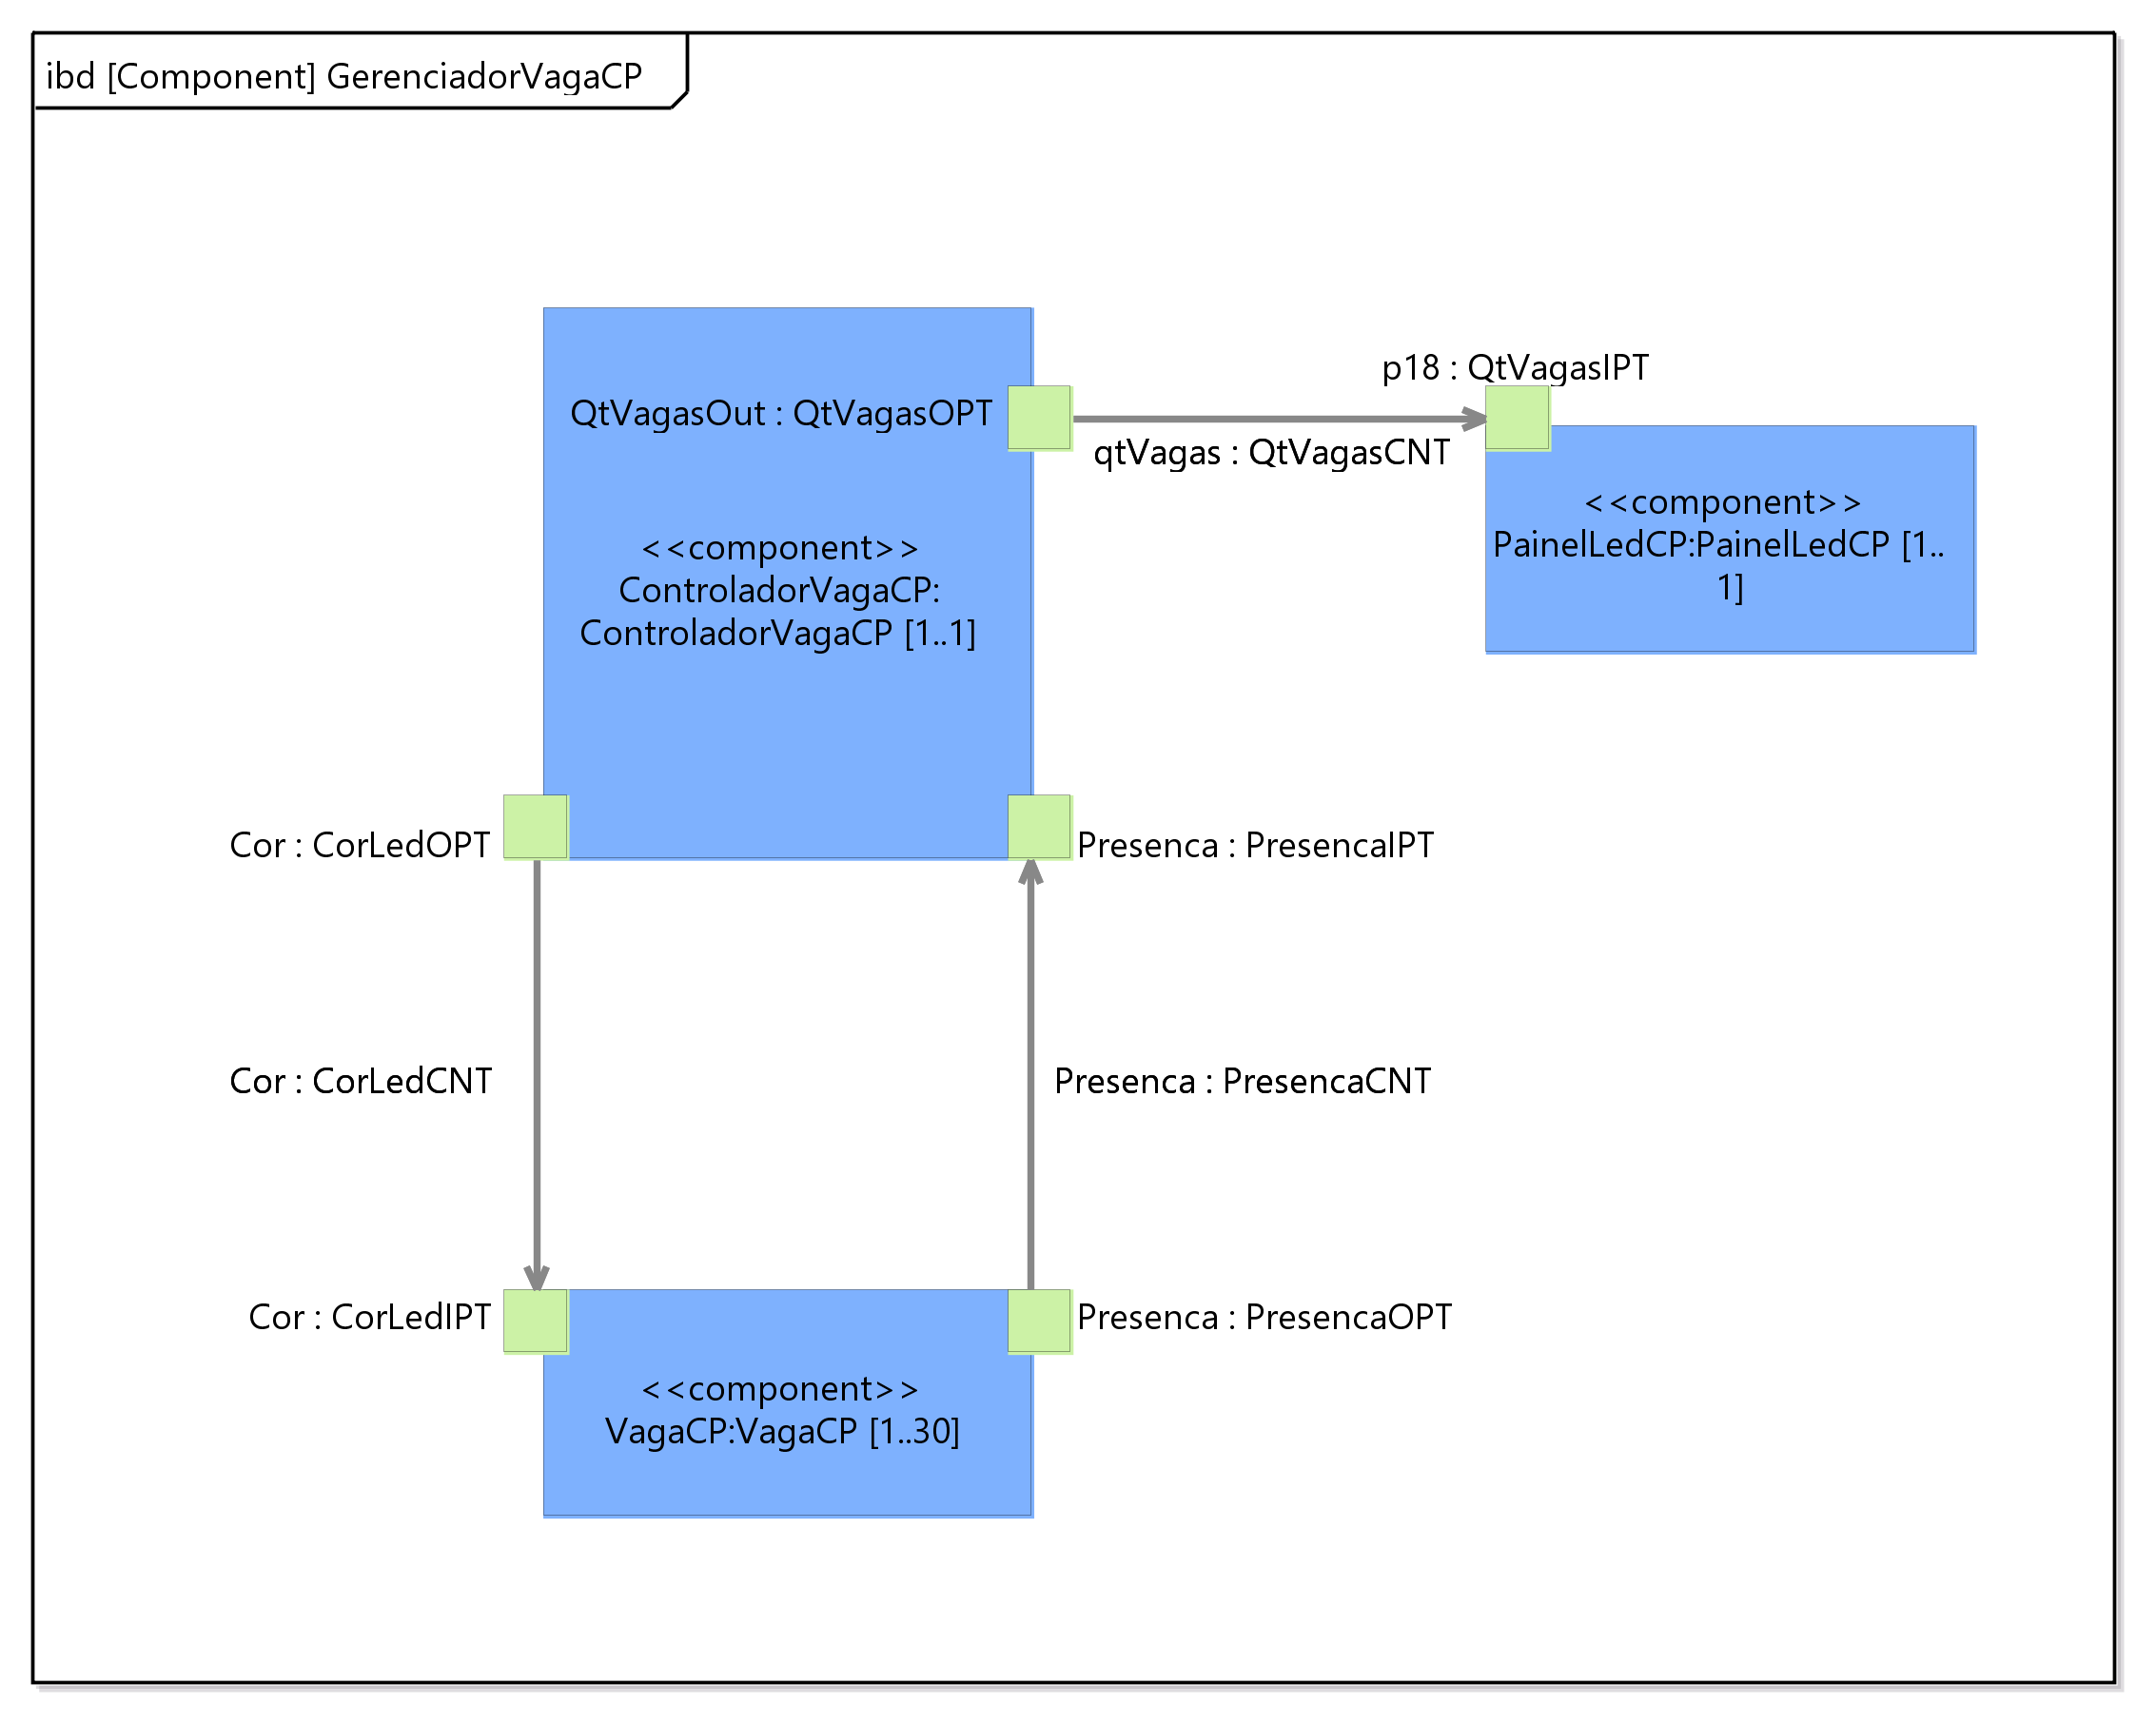 ibd [Component] GerenciadorVagaCP
p18 : QtVagasIPT
QtVagasOut : QtVagasOPT
qtVagas : QtVagasCNT
<<component>>
PainelLedCP:PainelLedCP [1..
1]
<<component>>
ControladorVagaCP:
ControladorVagaCP [1..1]
Cor : CorLedOPT
Presenca : PresencaIPT
Cor : CorLedCNT
Presenca : PresencaCNT
Cor : CorLedIPT
Presenca : PresencaOPT
<<component>>
VagaCP:VagaCP [1..30]